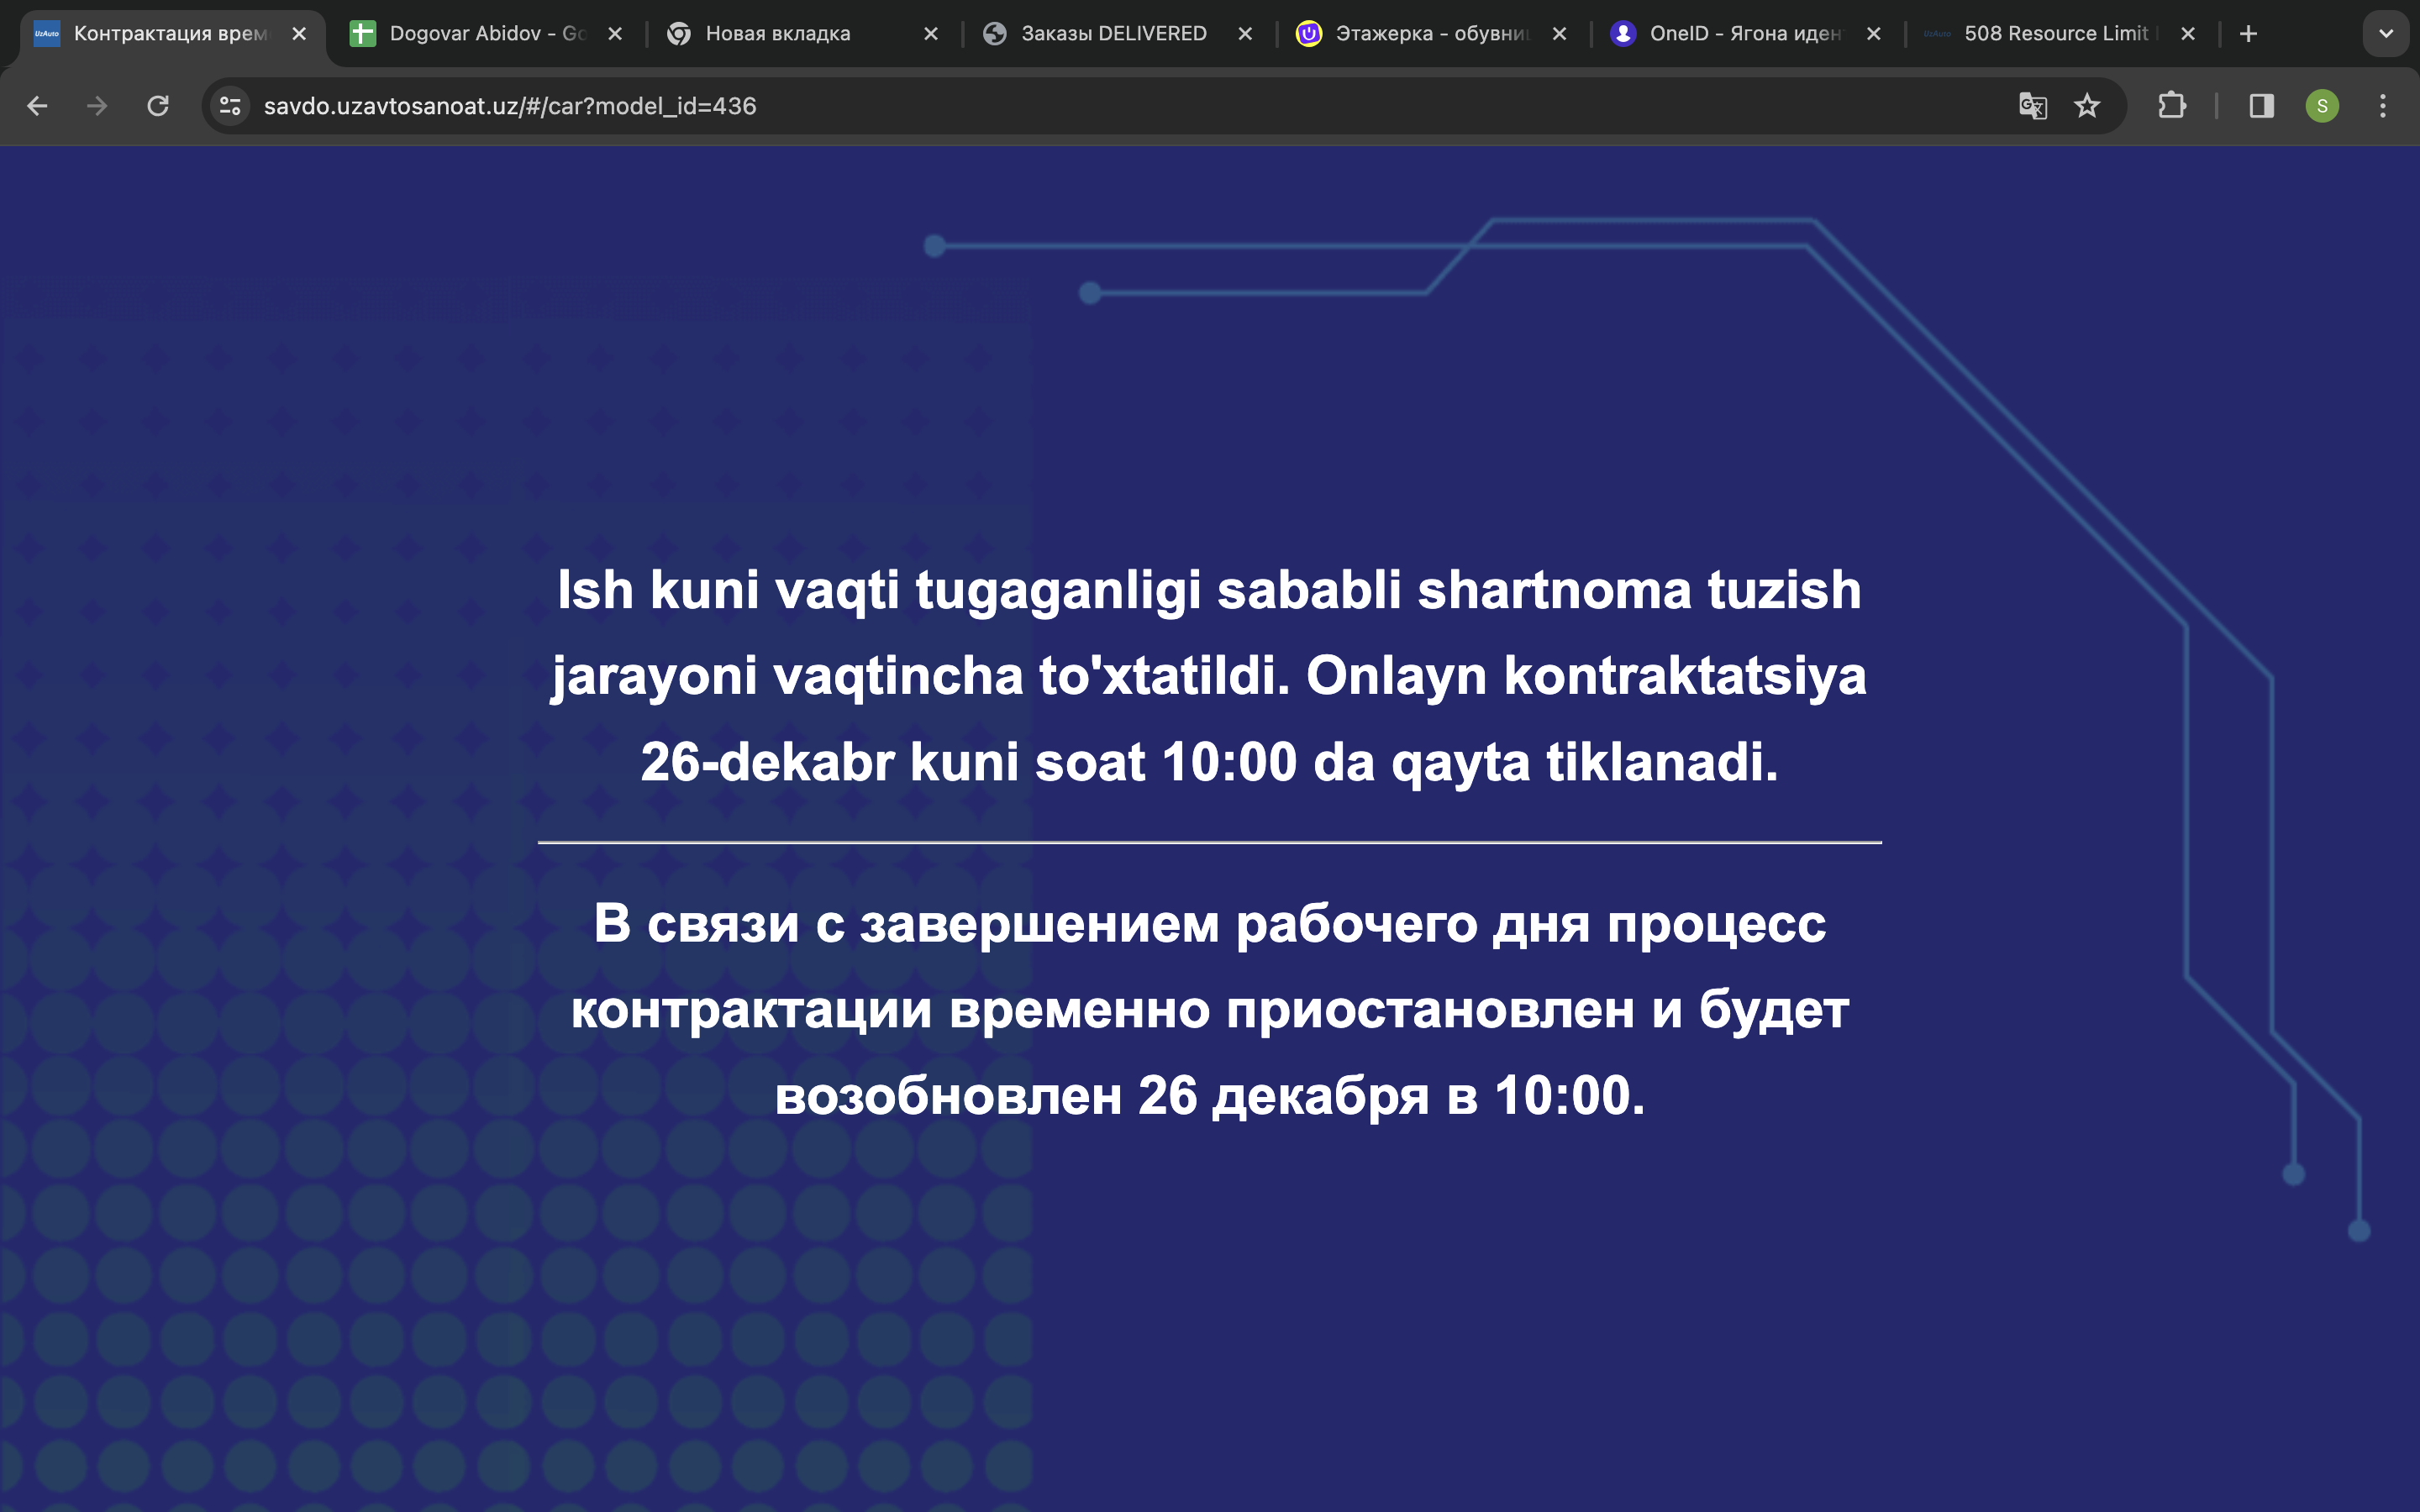 UzAuto Контрактация врем
Dogovar Abidov - Go
Новая вкладка
Заказы DELIVERED
Этажерка - обувни
OneID - Ягона иден
UzAuto 508 Resource Limit
savdo.uzavtosanoat.uz/#/car?model_id=436
S
Ish kuni vaqti tugaganligi sababli shartnoma tuzish
jarayoni vaqtincha to'xtatildi. Onlayn kontraktatsiya
26-dekabr kuni soat 10:00 da qayta tiklanadi.
В связи с завершением рабочего дня процесс
контрактации временно приостановлен и будет
возобновлен 26 декабря в 10:00.